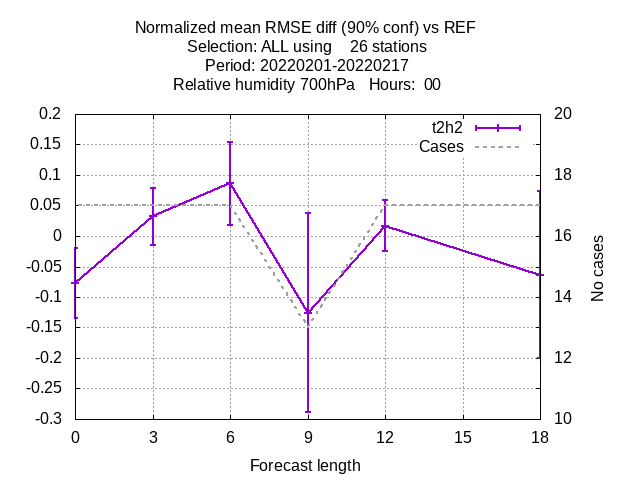 Normalized mean RMSE diff (90% conf) vs REF
Selection: ALL using 26 stations
Period: 20220201-20220217
Relative humidity 700hPa Hours: 00
t2h2
Cases
0.2
0.15
0.1
0.05
0
-0.05
-0.1
-0.15
-0.2
-0.25
-0.3
20
18
16
14
12
10
No cases
0 3 6 9 12 15 18
Forecast length